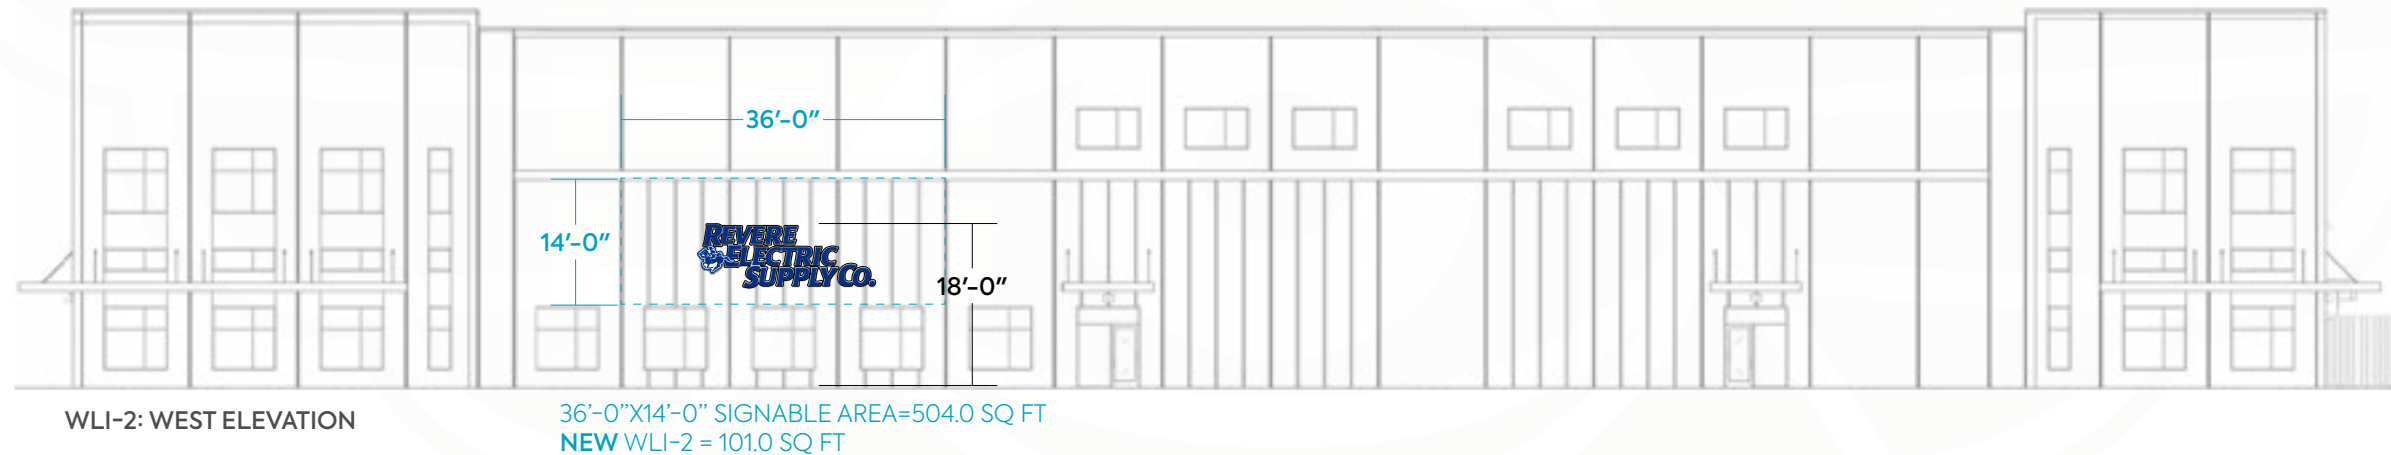 36’-0”
14’-0”
REVERE
ELECTRIC
SUPPLY CO.
18’-0”
WLI-2: WEST ELEVATION
36’-0”X14’-0” SIGNABLE AREA=504.0 SQ FT
NEW WLI-2 = 101.0 SQ FT